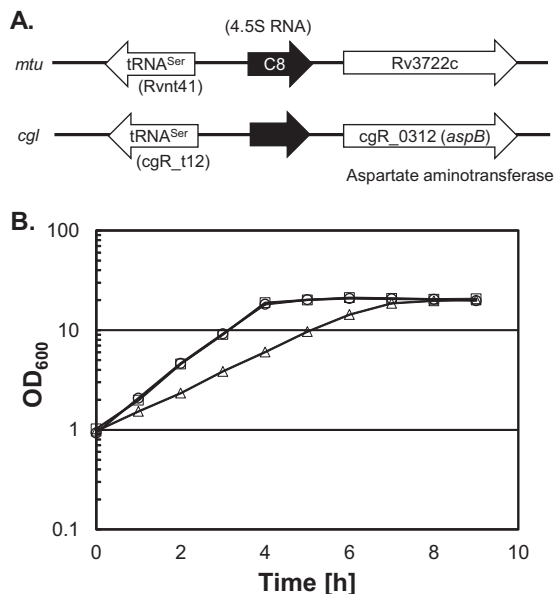 A.
(4.5S RNA)
mtu tRNA^Ser C8 Rv3722c
(Rvnt41)
cgl tRNA^Ser cgR_0312 (aspB)
(cgR_t12) Aspartate aminotransferase
B.
100
10
1
0.1
OD600
0 2 4 6 8 10
Time [h]